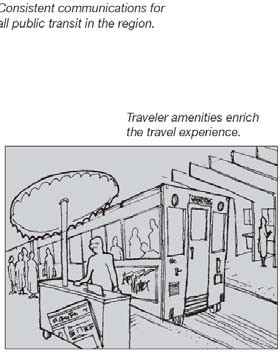 Consistent communications for
all public transit in the region.
Traveler amenities enrich
the travel experience.